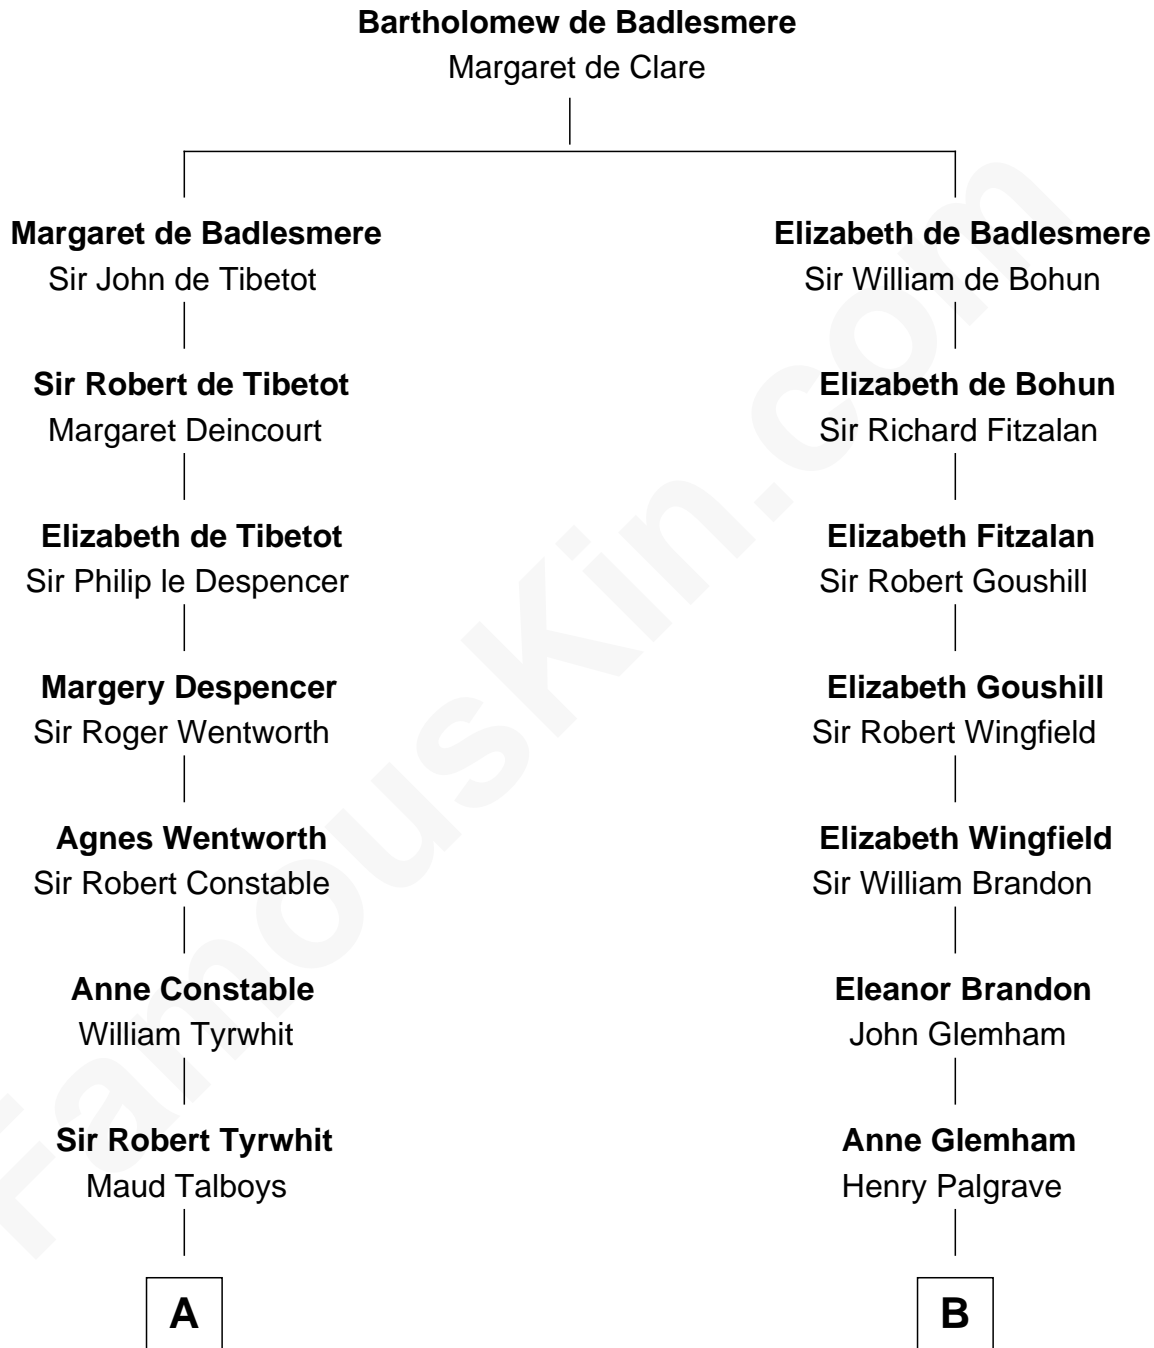 Bartholomew de Badlesmere
Margaret de Clare
Margaret de Badlesmere
Sir John de Tibetot
Elizabeth de Badlesmere
Sir William de Bohun
Sir Robert de Tibetot
Margaret Deincourt
Elizabeth de Bohun
Sir Richard Fitzalan
Elizabeth de Tibetot
Sir Philip le Despencer
Elizabeth Fitzalan
Sir Robert Goushill
Margery Despencer
Sir Roger Wentworth
Elizabeth Goushill
Sir Robert Wingfield
Agnes Wentworth
Sir Robert Constable
Elizabeth Wingfield
Sir William Brandon
Anne Constable
William Tyrwhit
Eleanor Brandon
John Glemham
Sir Robert Tyrwhit
Maud Talboys
Anne Glemham
Henry Palgrave
A
B
FamousKin.com